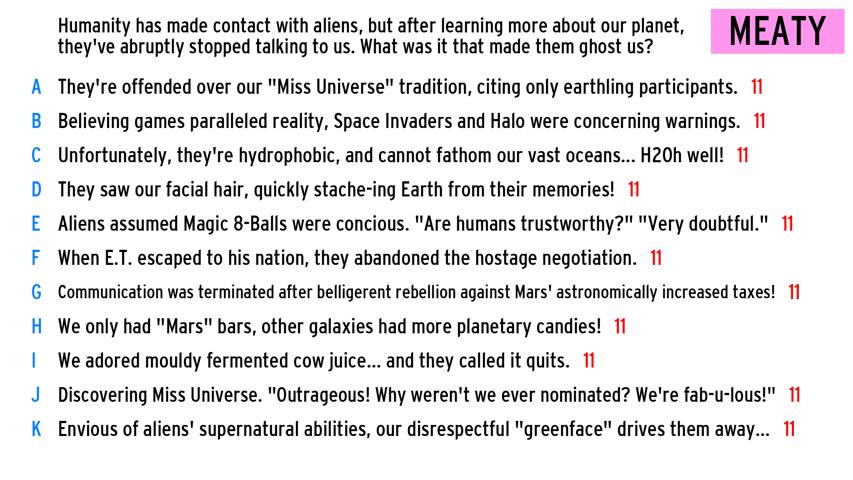 Humanity has made contact with aliens, but after learning more about our planet,
they've abruptly stopped talking to us. What was it that made them ghost us?
MEATY
A They're offended over our "Miss Universe" tradition, citing only earthling participants. 11
B Believing games paralleled reality, Space Invaders and Halo were concerning warnings. 11
C Unfortunately, they're hydrophobic, and cannot fathom our vast oceans... H20h well! 11
D They saw our facial hair, quickly stache-ing Earth from their memories! 11
E Aliens assumed Magic 8-Balls were concious. "Are humans trustworthy?" "Very doubtful." 11
F When E.T. escaped to his nation, they abandoned the hostage negotiation. 11
G Communication was terminated after belligerent rebellion against Mars' astronomically increased taxes! 11
H We only had "Mars" bars, other galaxies had more planetary candies! 11
I We adored mouldy fermented cow juice... and they called it quits. 11
J Discovering Miss Universe. "Outrageous! Why weren't we ever nominated? We're fab-u-lous!" 11
K Envious of aliens' supernatural abilities, our disrespectful "greenface" drives them away... 11